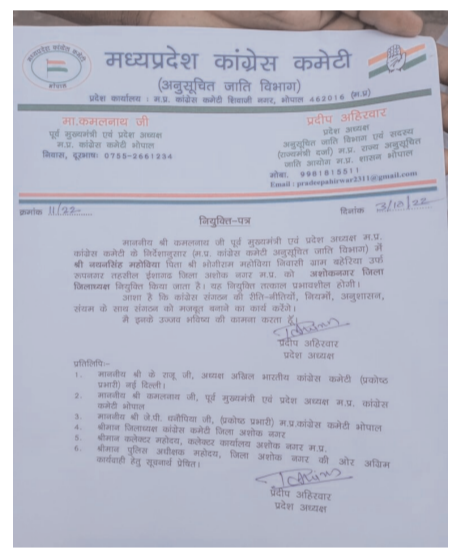 मध्यप्रदेश कांग्रेस कमेटी
(अनुसूचित जाति विभाग)
प्रदेश कार्यालय : म.प्र. कांग्रेस कमेटी शिवाजी नगर, भोपाल 462016 (म.प्र)
भोपाल
मा.कमलनाथ जी
पूर्व मुख्यमंत्री एवं प्रदेश अध्यक्ष
म.प्र. कांग्रेस कमेटी, भोपाल
निवास, दूरभाष: 0755-2661234
प्रदीप अहिरवार
प्रदेश अध्यक्ष
अनुसूचित जाति विभाग एवं सदस्य
(राज्यमंत्री दर्जा) म.प्र. राज्य अनुसूचित
जाति आयोग म.प्र. शासन भोपाल
मोबा. 9981815511
Email : pradeepahirwar2311@gmail.com
क्रमांक 11/22
दिनांक 3/10/22
नियुक्ति-पत्र
माननीय श्री कमलनाथ जी पूर्व मुख्यमंत्री एवं प्रदेश अध्यक्ष म.प्र.
कांग्रेस कमेटी के निर्देशानुसार (म.प्र. कांग्रेस कमेटी अनुसूचित जाति विभाग) में
श्री महोविया पिता श्री महोविया निवासी ग्राम बहेरिया उर्फ
रूपनगर तहसील ईसागढ़ जिला अशोक नगर म.प्र. को अशोकनगर जिला
जिलाध्यक्ष नियुक्ति किया जाता है। यह नियुक्ति तत्काल प्रभावशील होगी।
आशा है कि कांग्रेस संगठन की रीति-नीतियों, नियमों, अनुशासन,
संयम के साथ संगठन को मजबूत बनाने का कार्य करेंगे।
मैं इनके उज्जव भविष्य की कामना करता हूँ।
प्रदीप अहिरवार
प्रदेश अध्यक्ष
प्रतिलिपि:-
1. माननीय श्री के राजू जी, अध्यक्ष अखिल भारतीय कांग्रेस कमेटी (प्रकोष्ठ
प्रभारी) नई दिल्ली।
2. माननीय श्री कमलनाथ जी, पूर्व मुख्यमंत्री एवं प्रदेश अध्यक्ष म.प्र. कांग्रेस
कमेटी भोपाल
3. माननीय श्री जे.पी. धनोपिया जी, (प्रकोष्ठ प्रभारी) म.प्र.कांग्रेस कमेटी भोपाल
4. श्रीमान जिलाध्यक्ष कांग्रेस कमेटी जिला अशोक नगर
5. श्रीमान कलेक्टर महोदय, कलेक्टर कार्यालय अशोक नगर म.प्र.
6. श्रीमान पुलिस अधीक्षक महोदय, जिला अशोक नगर की ओर अग्रिम
कार्यवाही हेतु सूचनार्थ प्रेषित।
प्रदीप अहिरवार
प्रदेश अध्यक्ष